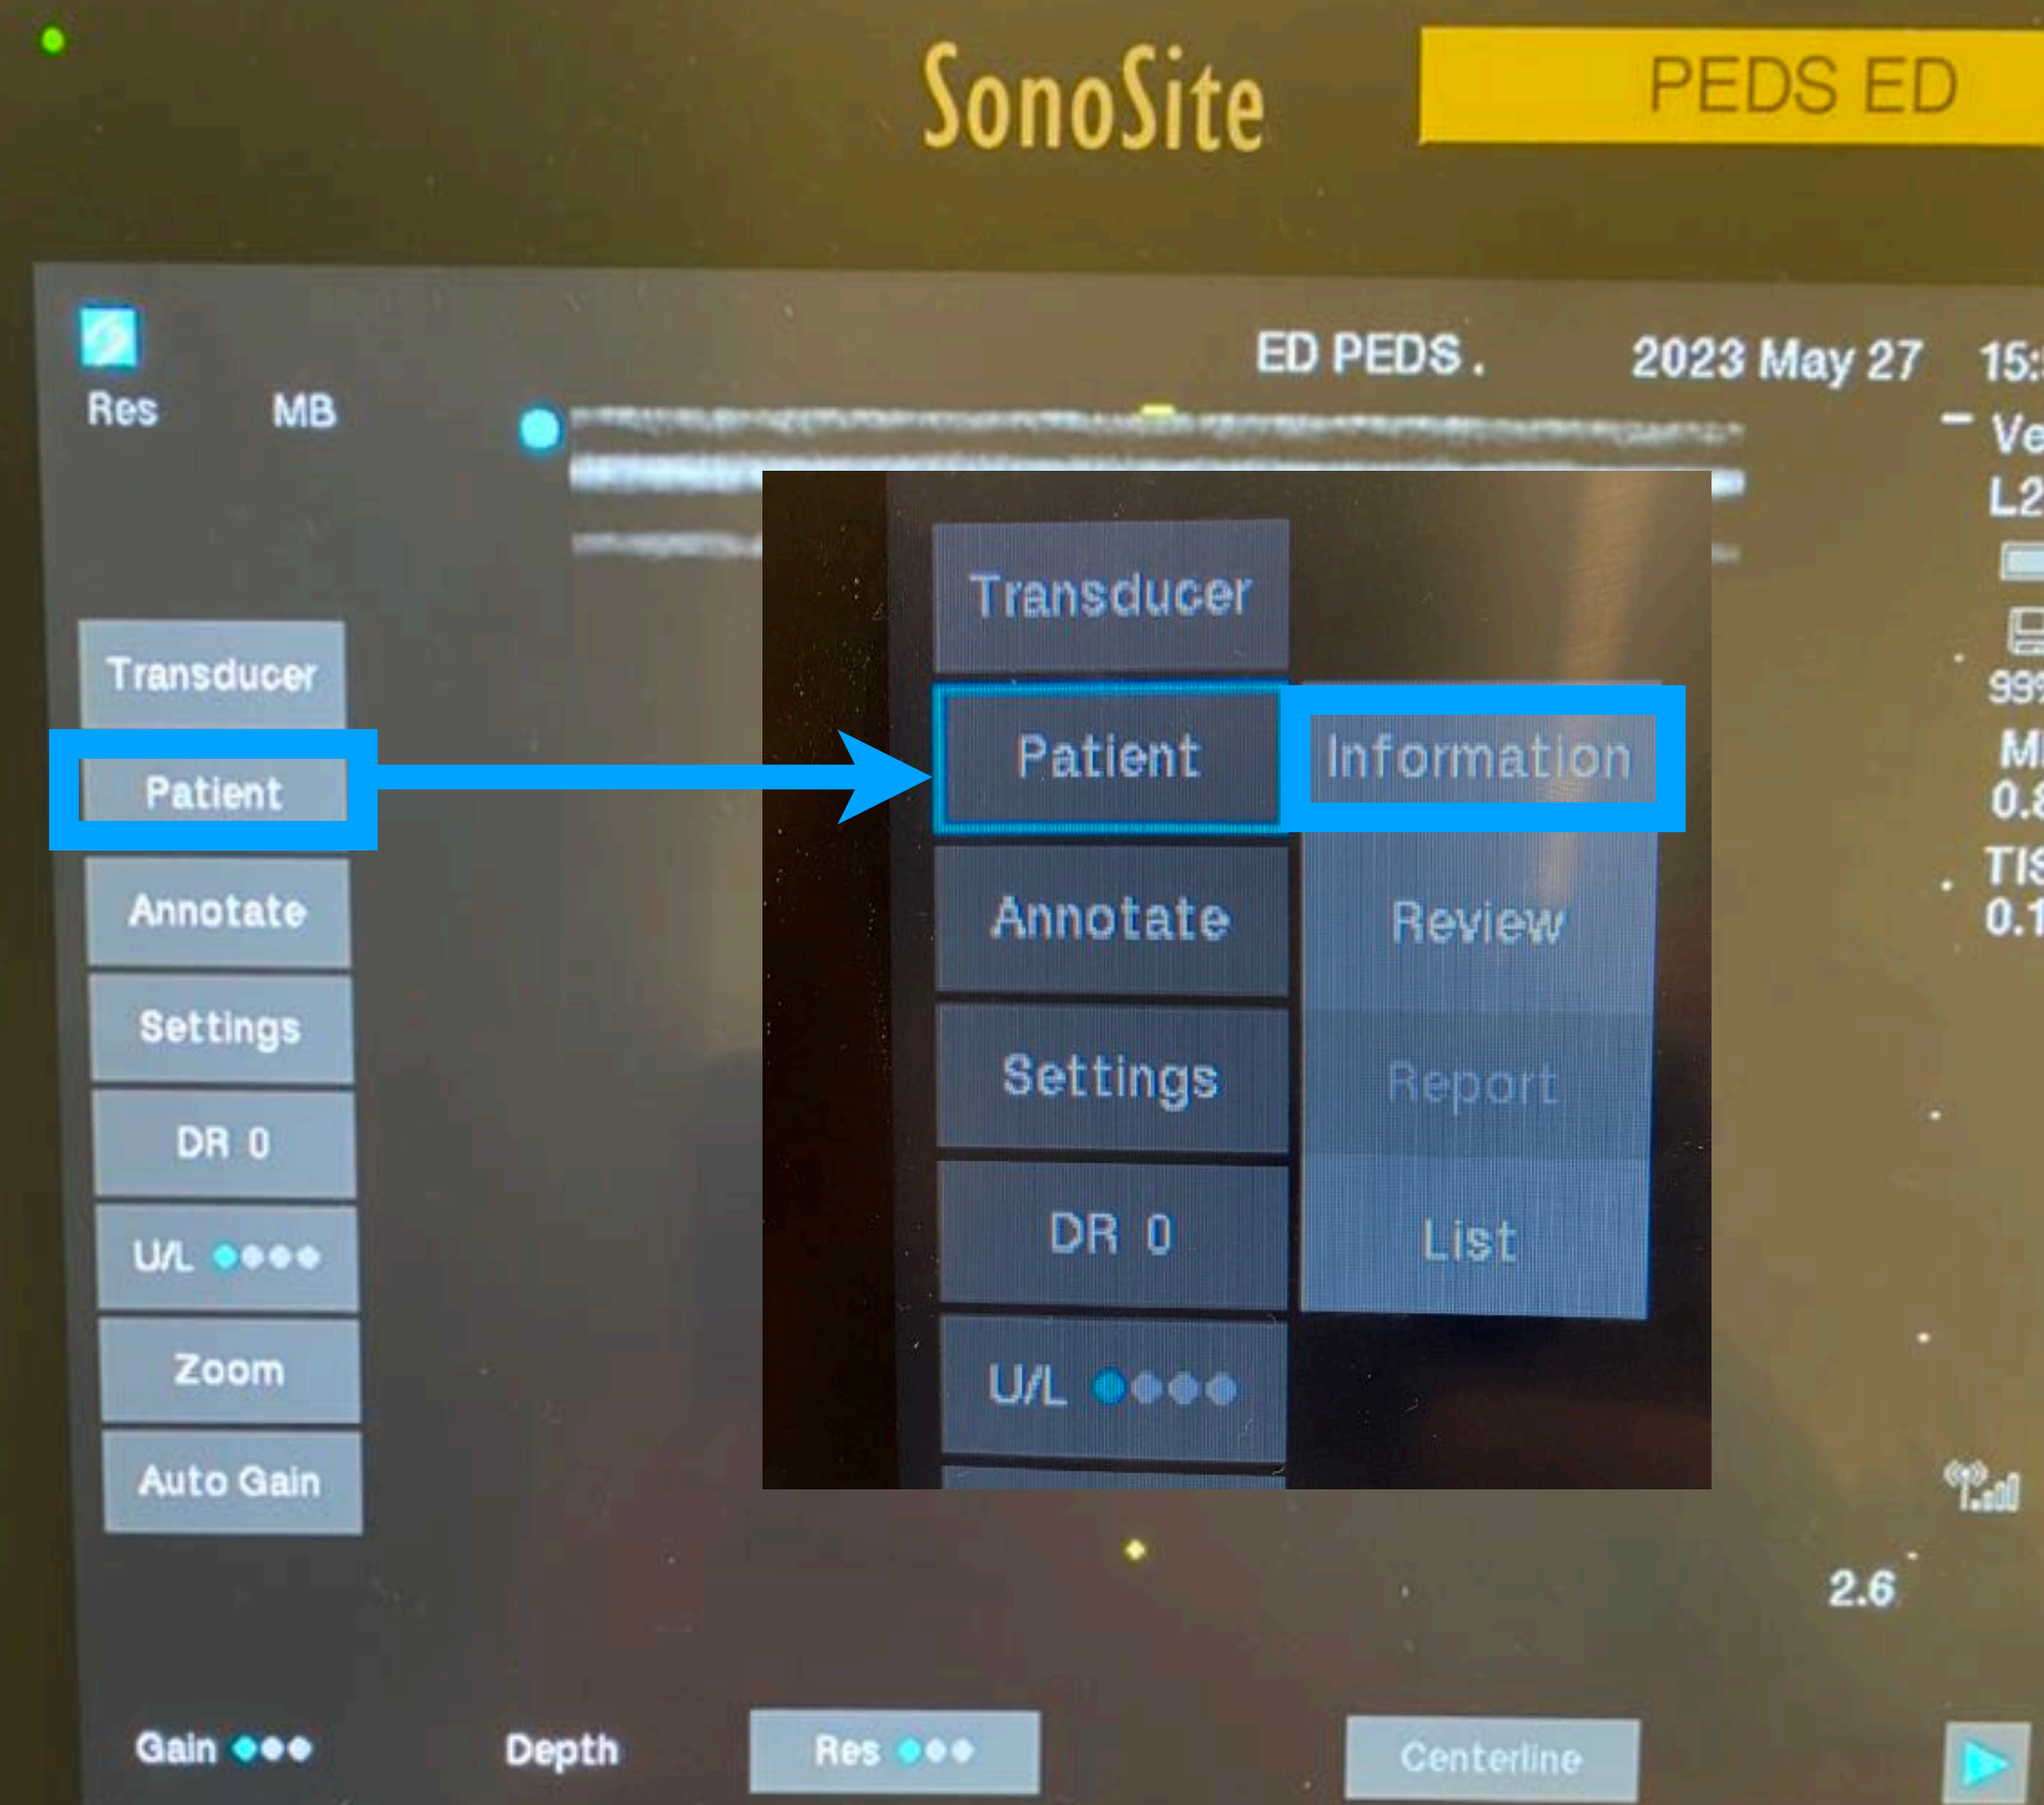 SonoSite
PEDS ED
ED PEDS . 2023 May 27
Res MB
Transducer
Patient
Annotate
Settings
DR 0
U/L
Zoom
Auto Gain
Transducer
Patient Information
Annotate Review
Settings Report
DR 0 List
U/L
2.6
Gain Depth Res Centerline